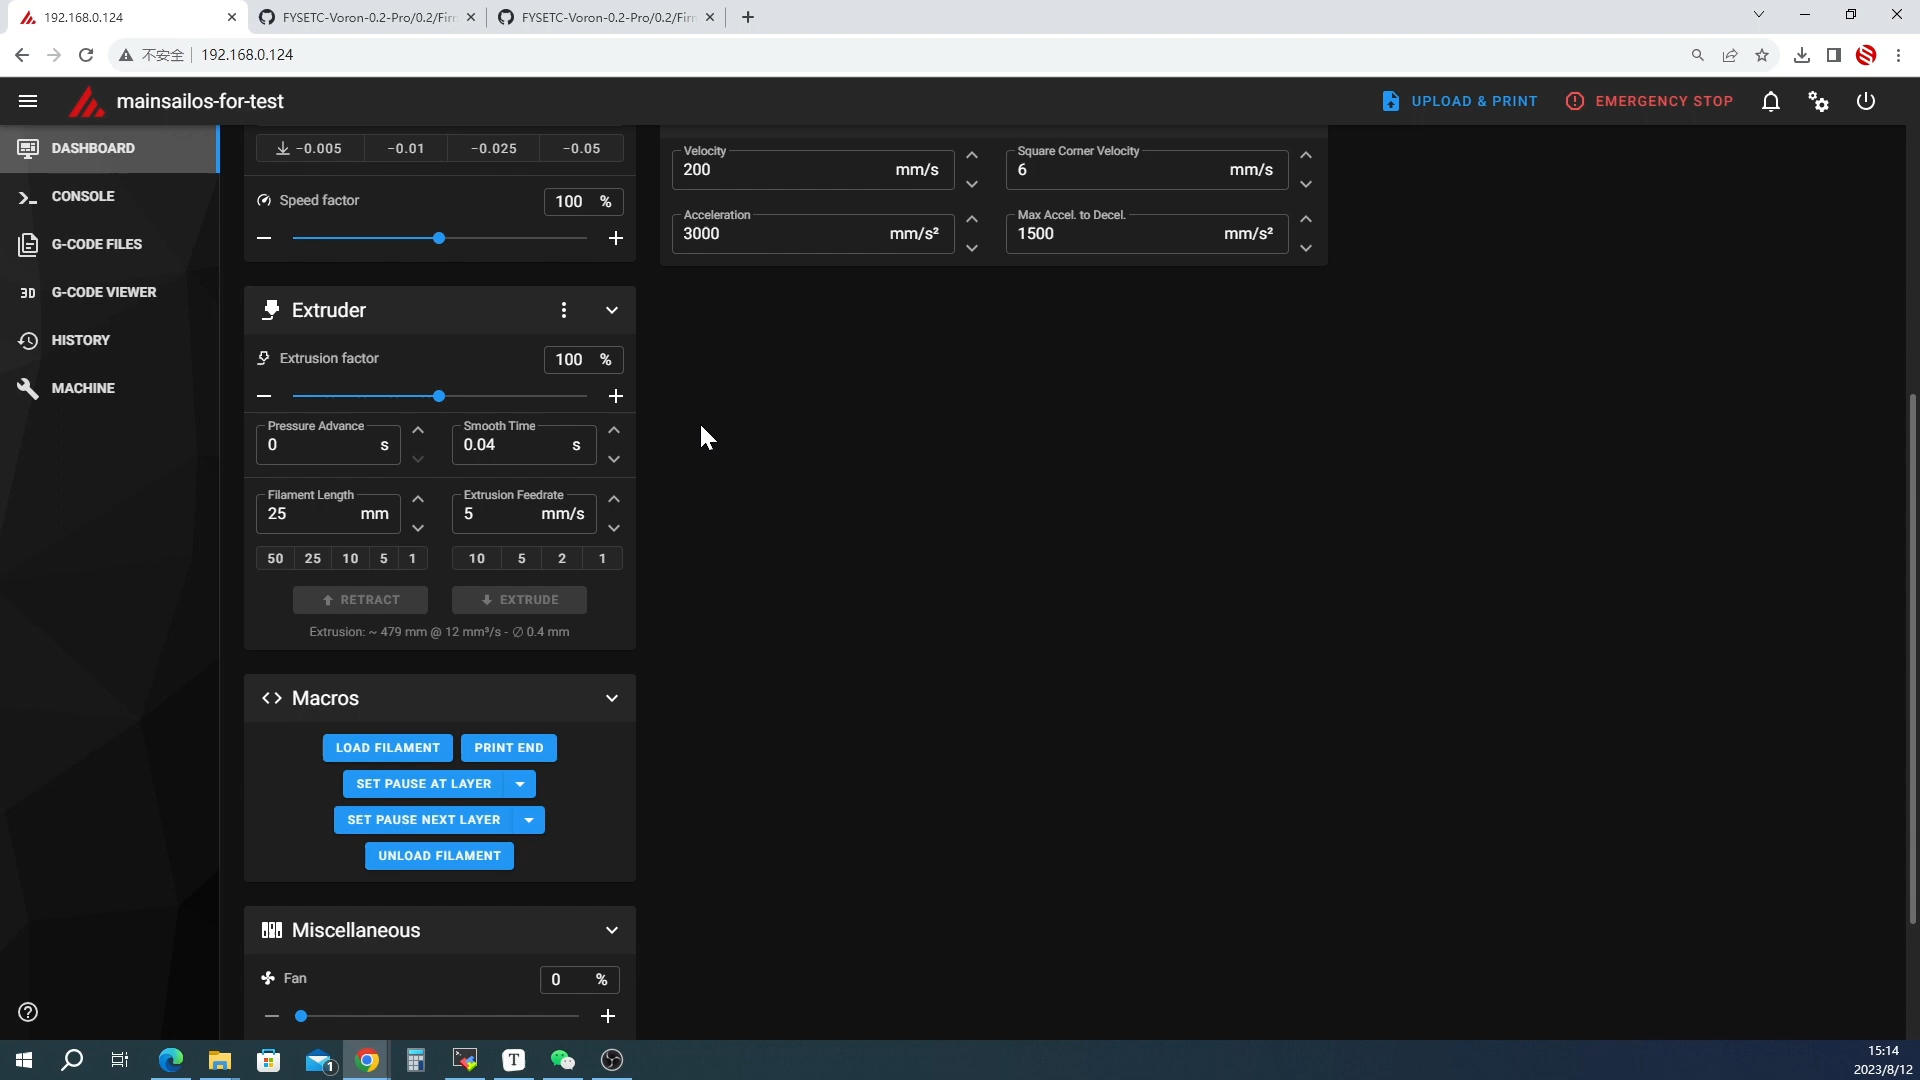 192.168.0.124
FYSETC-Voron-0.2-Pro/0.2/Firm
FYSETC-Voron-0.2-Pro/0.2/Firm
不安全
192.168.0.124
mainsailos-for-test
UPLOAD & PRINT
EMERGENCY STOP
DASHBOARD
CONSOLE
G-CODE FILES
3D G-CODE VIEWER
HISTORY
MACHINE
-0.005 -0.01 -0.025 -0.05
Speed factor 100 %
Velocity
200 mm/s
Square Corner Velocity
6 mm/s
Acceleration
3000 mm/s²
Max Accel. to Decel.
1500 mm/s²
Extruder
Extrusion factor 100 %
Pressure Advance
0 s
Smooth Time
0.04 s
Filament Length
25 mm
Extrusion Feedrate
5 mm/s
50 25 10 5 1
10 5 2 1
RETRACT
EXTRUDE
Extrusion: ~ 479 mm @ 12 mm³/s - ∅ 0.4 mm
Macros
LOAD FILAMENT
PRINT END
SET PAUSE AT LAYER
SET PAUSE NEXT LAYER
UNLOAD FILAMENT
Miscellaneous
Fan 0 %
1
T
15:14
2023/8/12